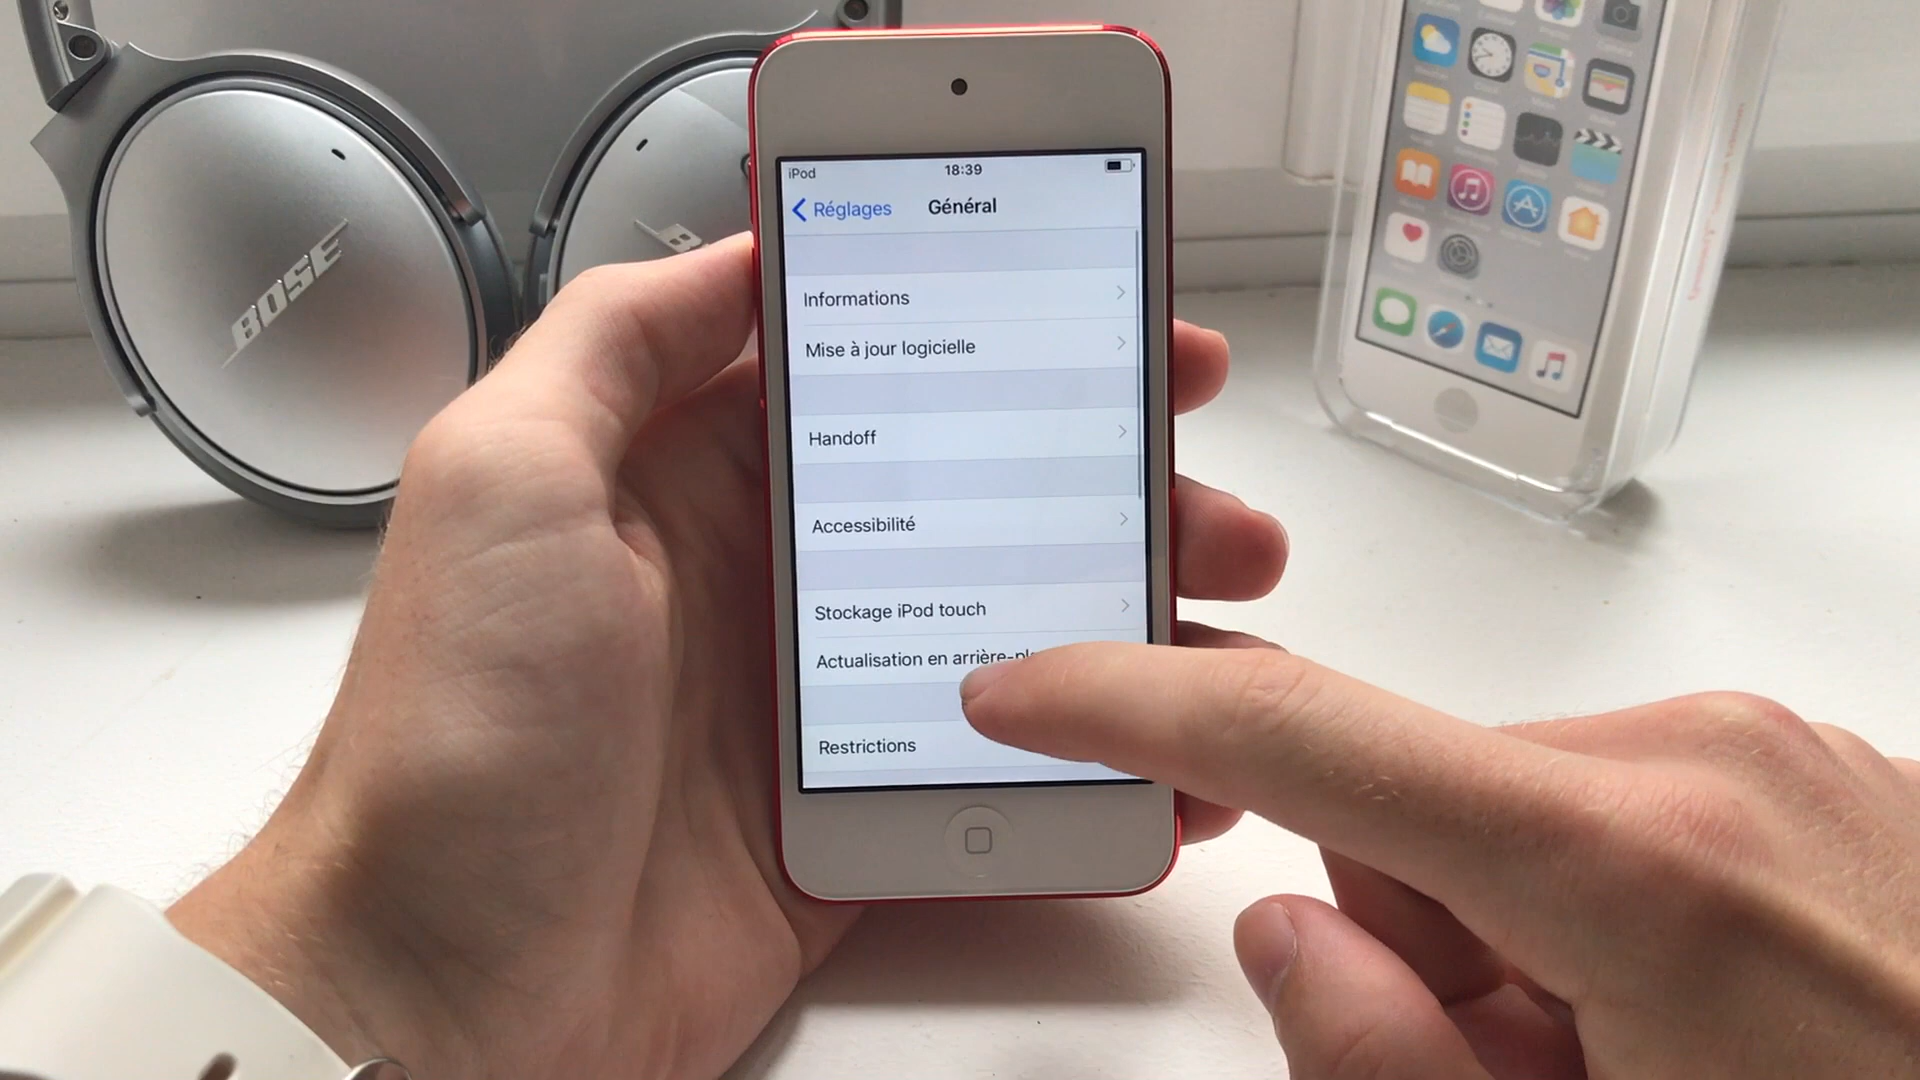 BOSE
B
iPod
18:39
Réglages
Général
Informations
Mise à jour logicielle
Handoff
Accessibilité
Stockage iPod touch
Actualisation en arrière-pl
Restrictions